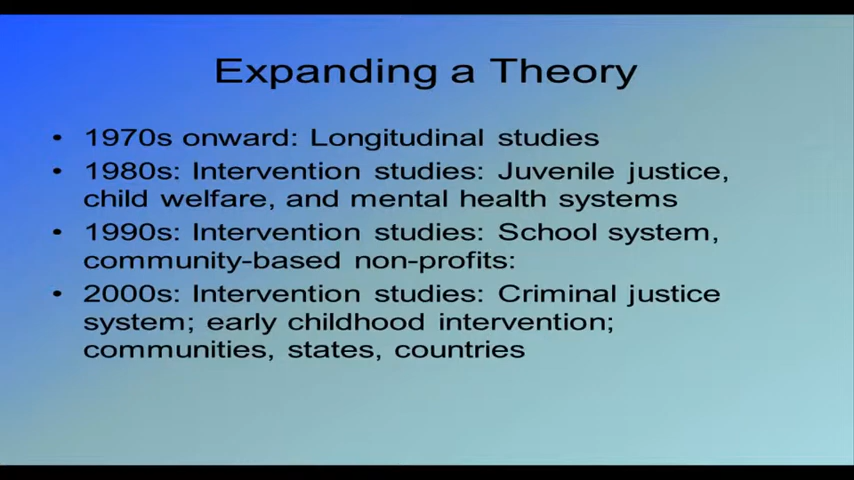 Expanding a Theory
• 1970s onward: Longitudinal studies
• 1980s: Intervention studies: Juvenile justice,
child welfare, and mental health systems
• 1990s: Intervention studies: School system,
community-based non-profits:
• 2000s: Intervention studies: Criminal justice
system; early childhood intervention;
communities, states, countries